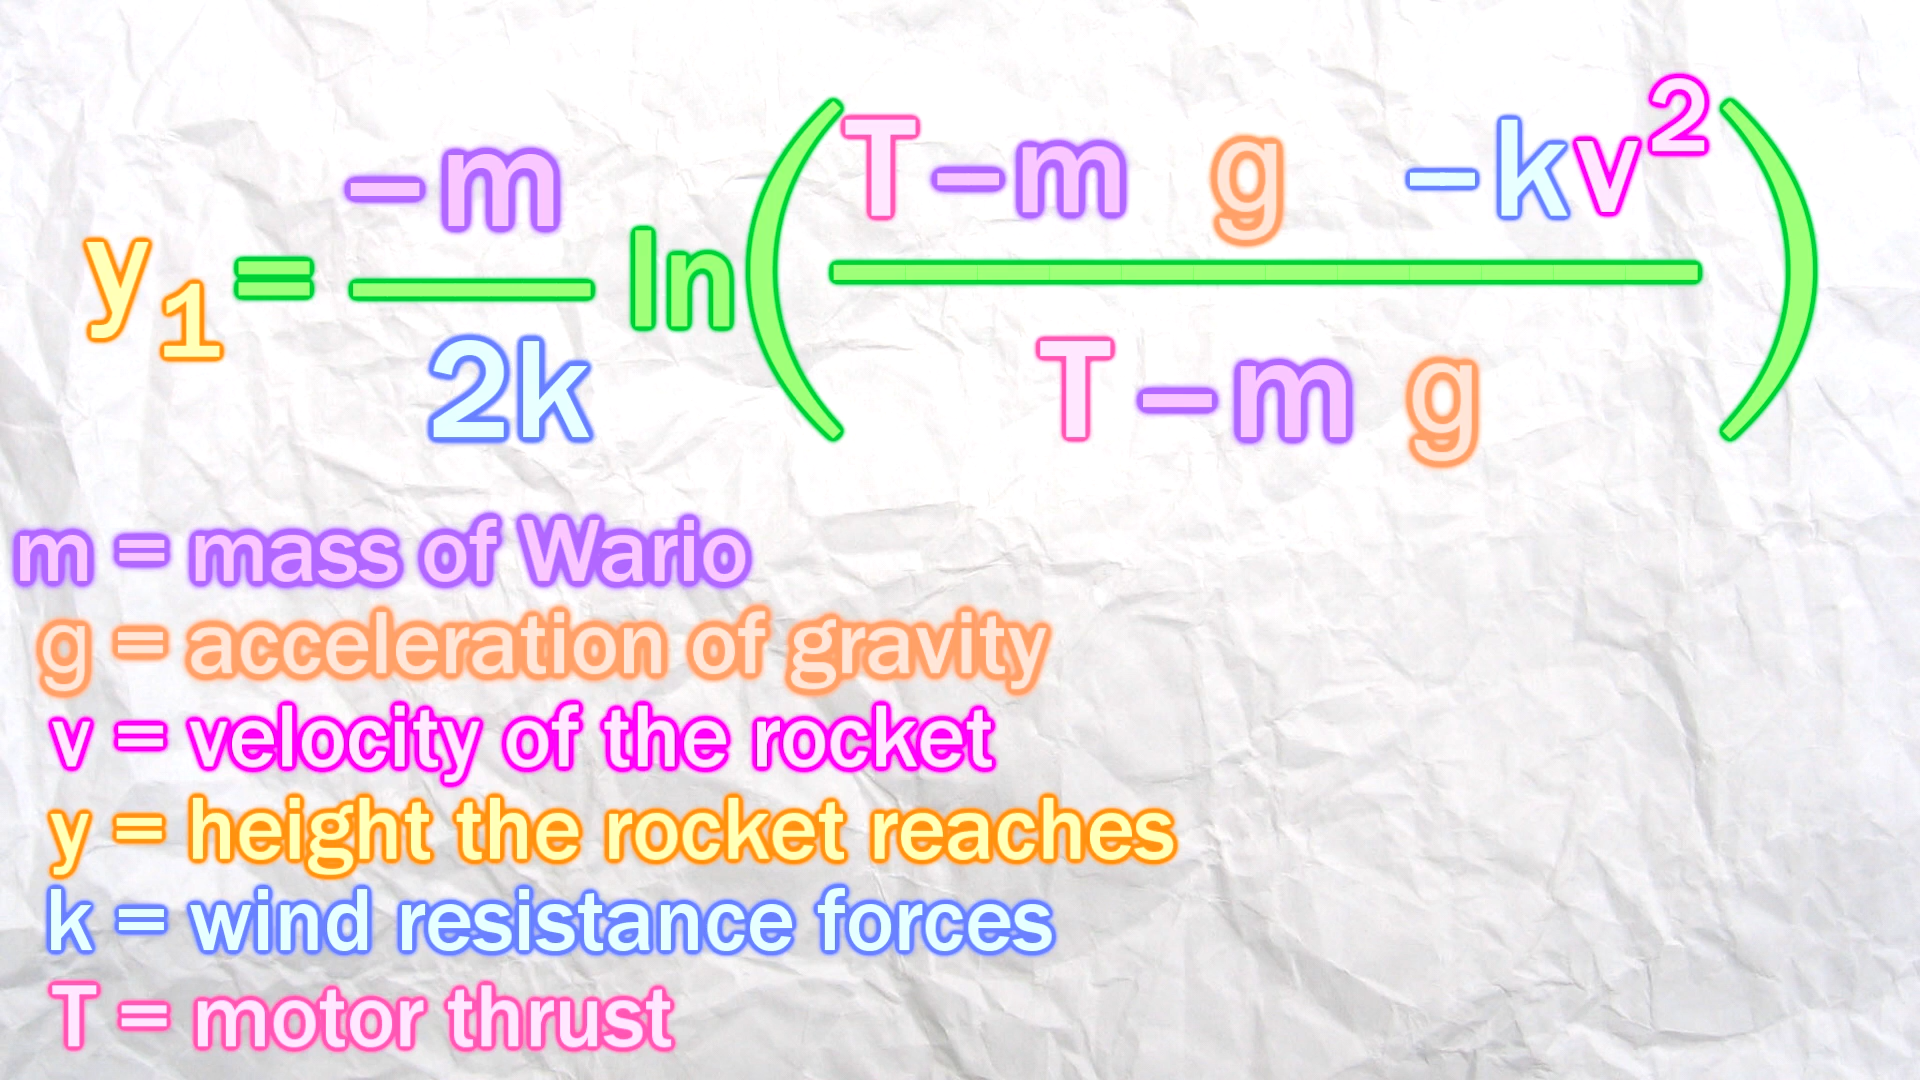 y₁ = -m/2k ln(T-m g -kv²/T-m g)
m = mass of Wario
g = acceleration of gravity
v = velocity of the rocket
y = height the rocket reaches
k = wind resistance forces
T = motor thrust